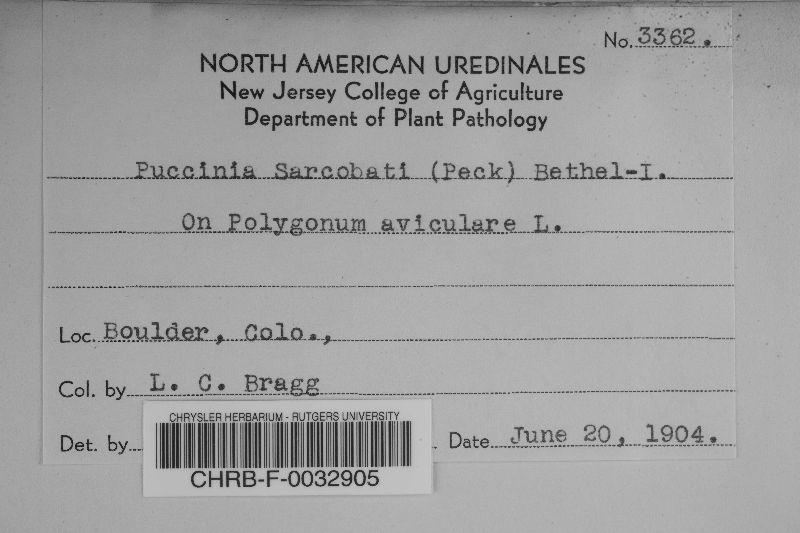 No. 3362.
NORTH AMERICAN UREDINALES
New Jersey College of Agriculture
Department of Plant Pathology
Puccinia Sarcobati (Peck) Bethel-I.
On Polygonum aviculare L.
Loc. Boulder, Colo.,
Col. by L. C. Bragg
Det. by
Date June 20, 1904.
CHRYSLER HERBARIUM - RUTGERS UNIVERSITY
CHRB-F-0032905